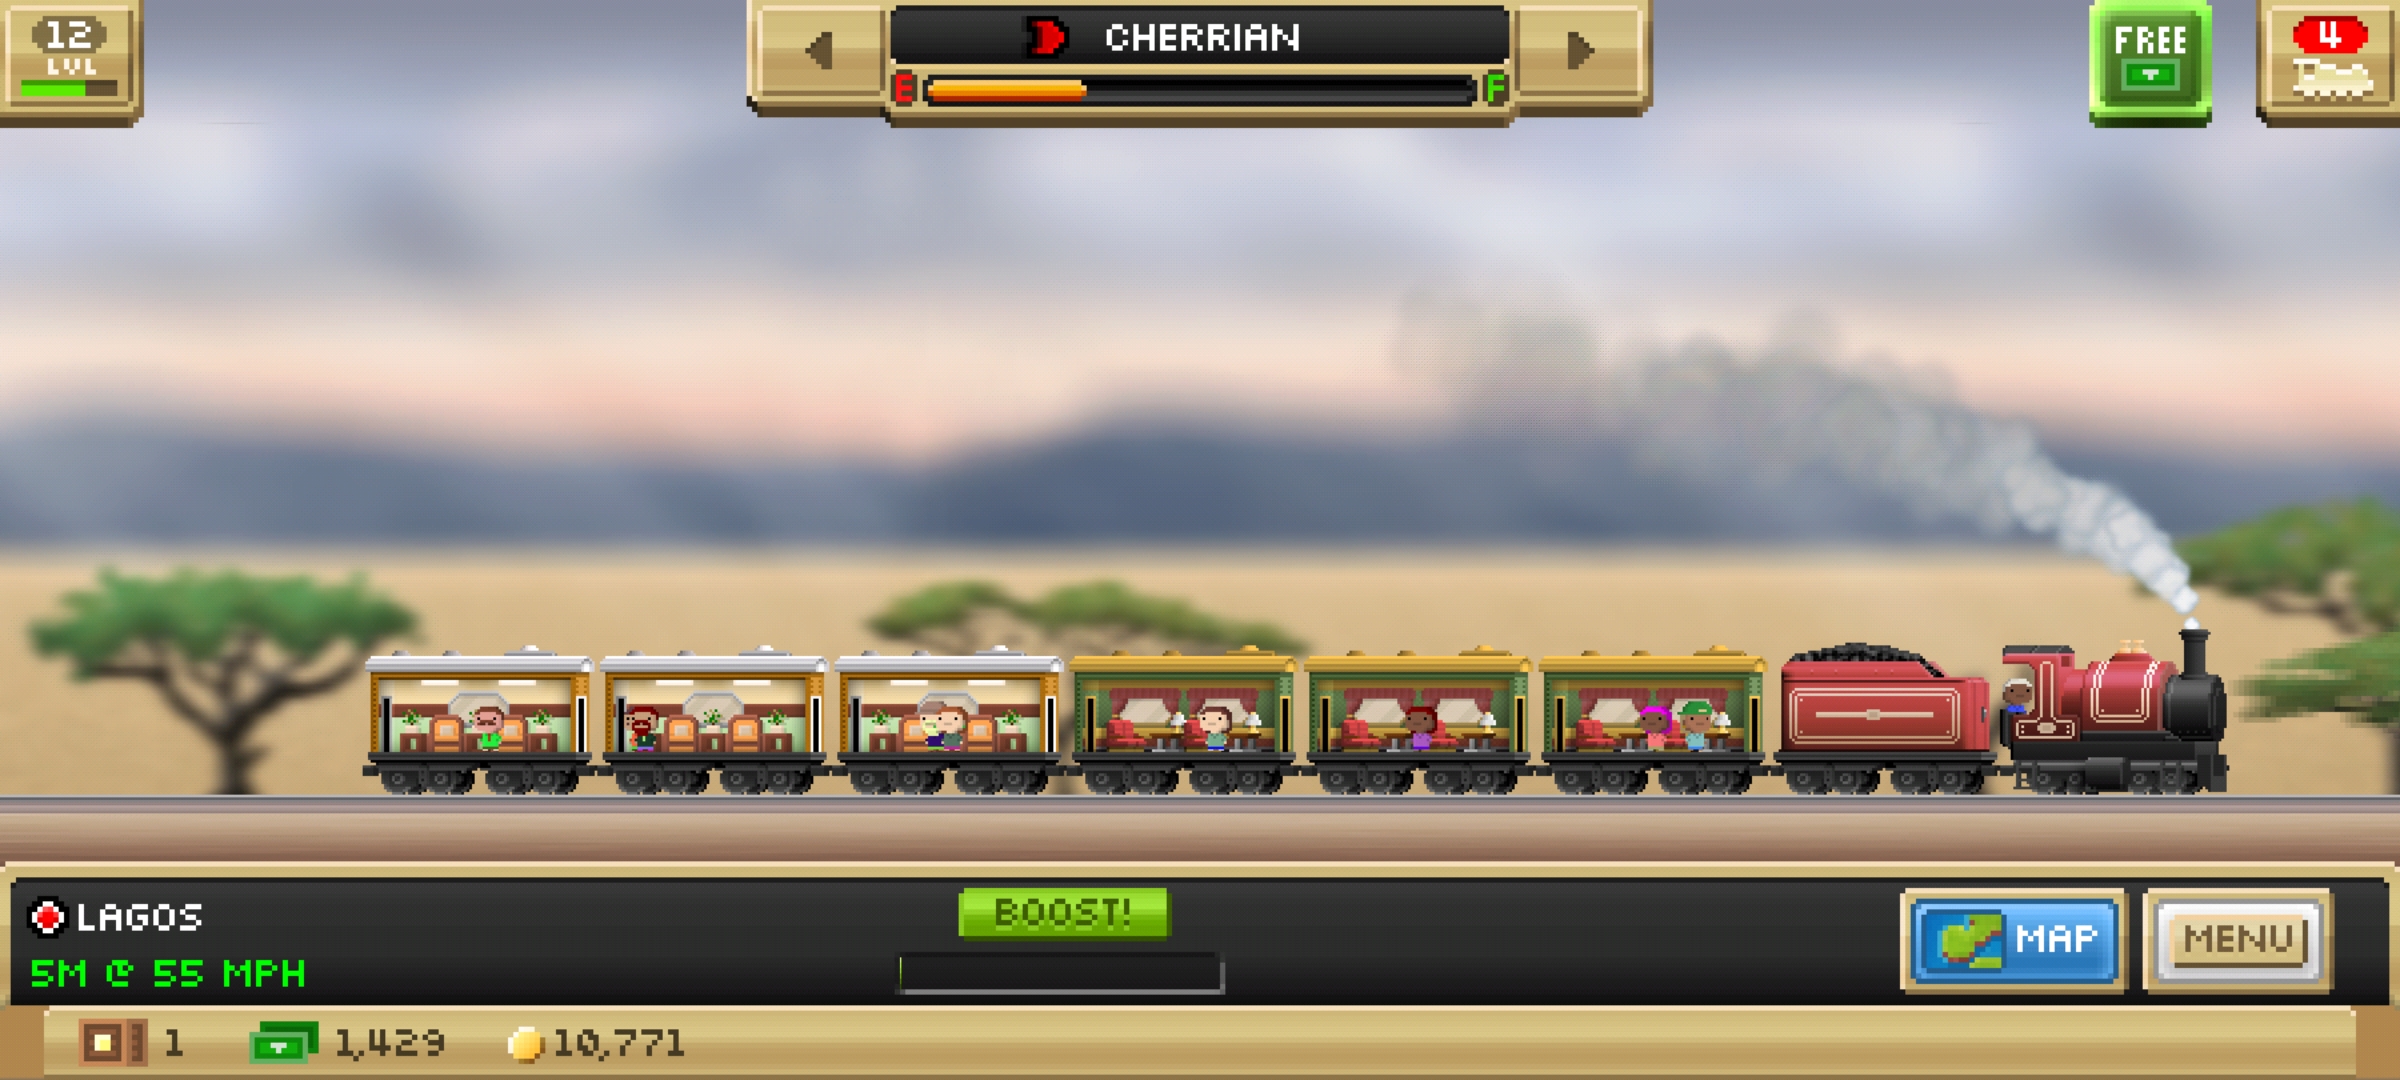 12
LVL
CHERRIAN
E F
FREE
4
LAGOS
5M @ 55 MPH
BOOST!
MAP
MENU
1 1,429 10,771